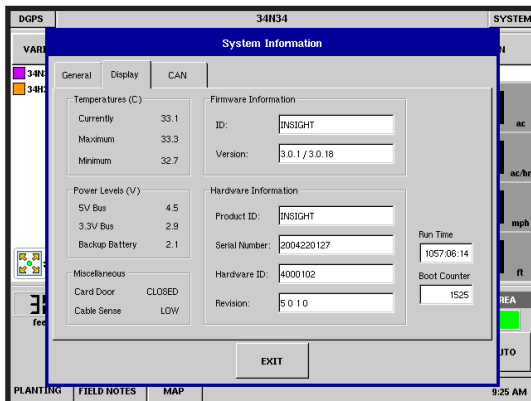 DGPS
34N34
SYSTEM
System Information
General
Display
CAN
Temperatures (C)
Currently 33.1
Maximum 33.3
Minimum 32.7
Power Levels (V)
5V Bus 4.5
3.3V Bus 2.9
Backup Battery 2.1
Miscellaneous
Card Door CLOSED
Cable Sense LOW
Firmware Information
ID: INSIGHT
Version: 3.0.1 / 3.0.18
Hardware Information
Product ID: INSIGHT
Serial Number: 2004220127
Hardware ID: 4000102
Revision: 5 0 1 0
Run Time
1057:06:14
Boot Counter
1525
EXIT
VARI
N
34N3
34H3
ac
ac/hr
mph
ft
REA
UTO
fee
PLANTING
FIELD NOTES
MAP
9:25 AM